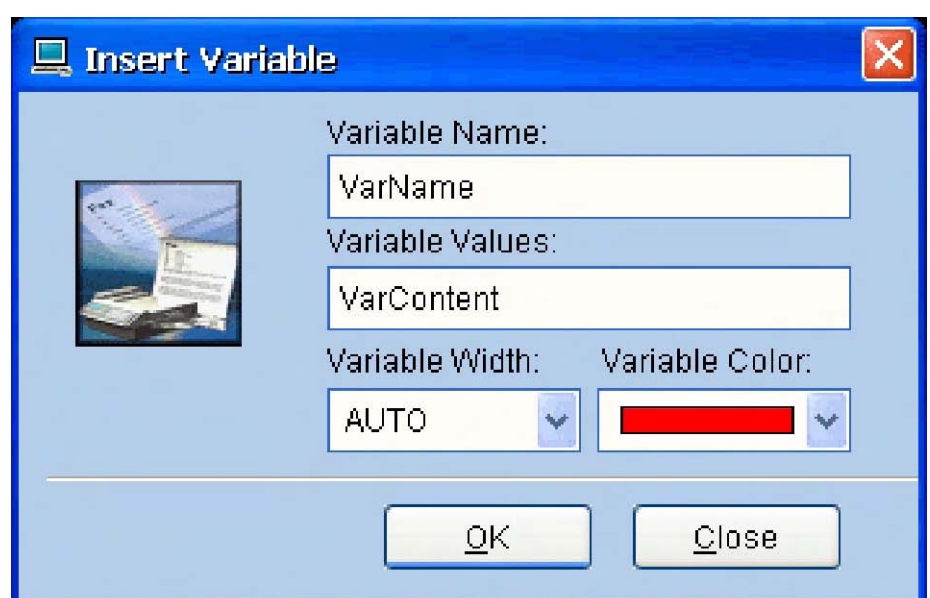 Insert Variable
Variable Name:
VarName
Variable Values:
VarContent
Variable Width: Variable Color:
AUTO
OK Close